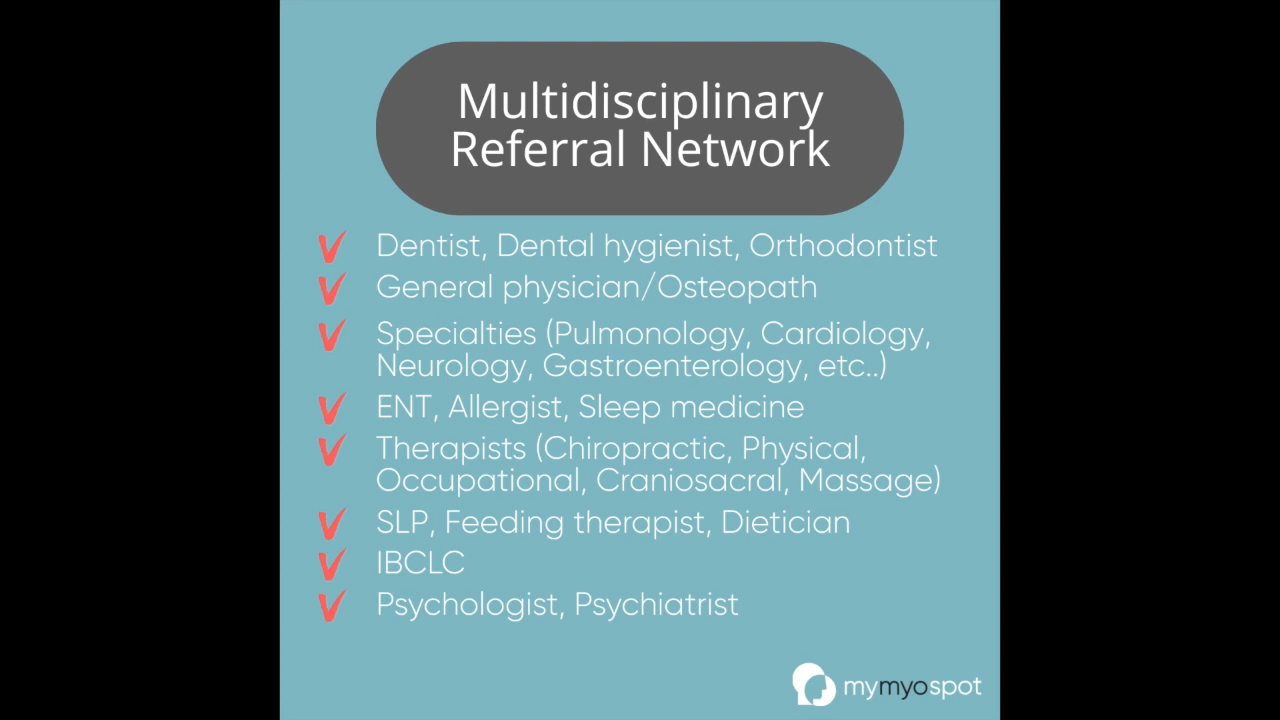 Multidisciplinary
Referral Network
Dentist, Dental hygienist, Orthodontist
General physician/Osteopath
Specialties (Pulmonology, Cardiology,
Neurology, Gastroenterology, etc..)
ENT, Allergist, Sleep medicine
Therapists (Chiropractic, Physical,
Occupational, Craniosacral, Massage)
SLP, Feeding therapist, Dietician
IBCLC
Psychologist, Psychiatrist
mymyospot